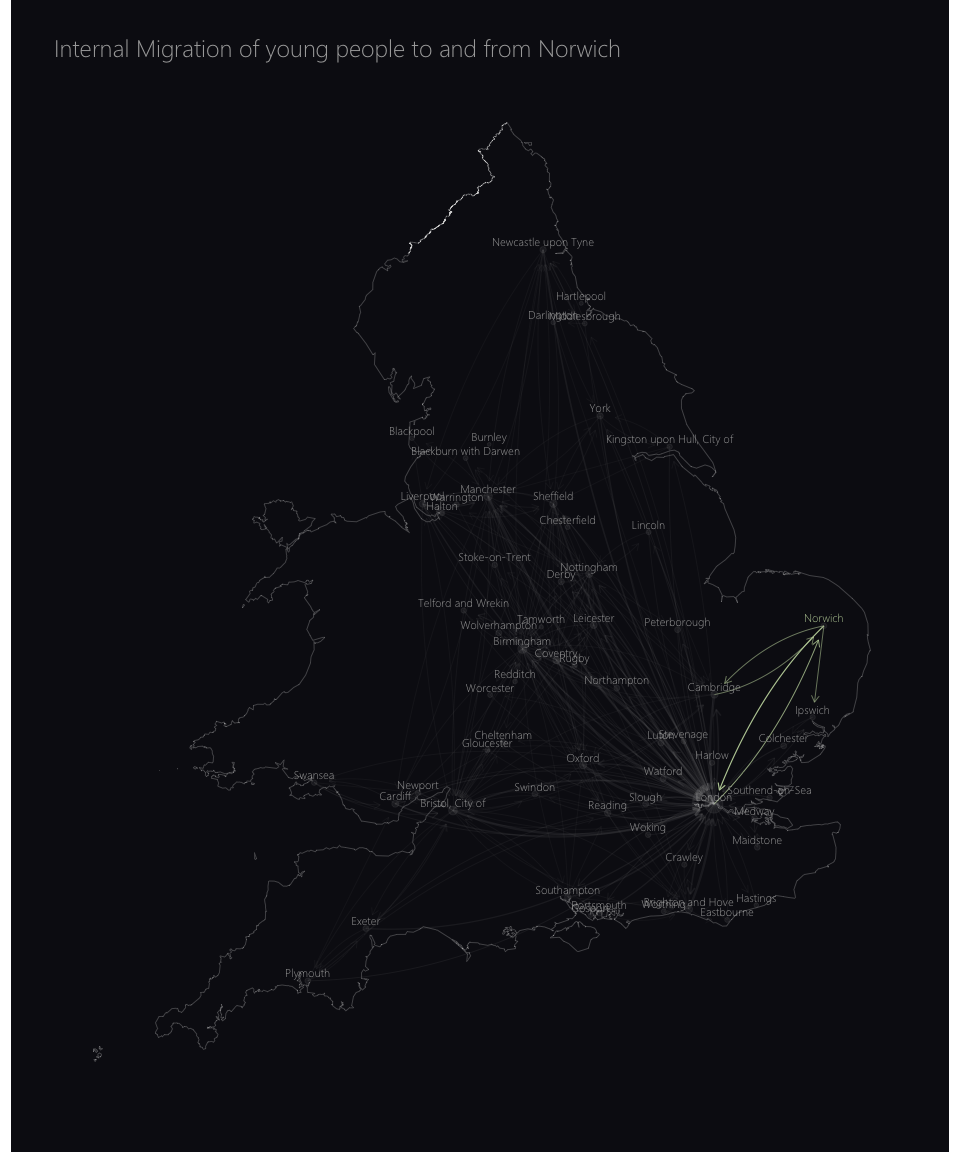 Internal Migration of young people to and from Norwich
Newcastle upon Tyne
Hartlepool
Darlington
Middlesbrough
York
Blackpool
Burnley
Kingston upon Hull, City of
Blackburn with Darwen
Manchester
Liverpool
Warrington
Sheffield
Halton
Chesterfield
Lincoln
Stoke-on-Trent
Nottingham
Derby
Telford and Wrekin
Tamworth
Leicester
Norwich
Wolverhampton
Peterborough
Birmingham
Coventry
Rugby
Redditch
Northampton
Worcester
Cambridge
Ipswich
Cheltenham
Luton
Stevenage
Colchester
Gloucester
Oxford
Harlow
Swansea
Watford
Newport
Swindon
Southend-on-Sea
Cardiff
Bristol, City of
Slough
London
Reading
Medway
Woking
Maidstone
Crawley
Southampton
Portsmouth
Gosport
Worthing
Brighton and Hove
Hastings
Eastbourne
Exeter
Plymouth